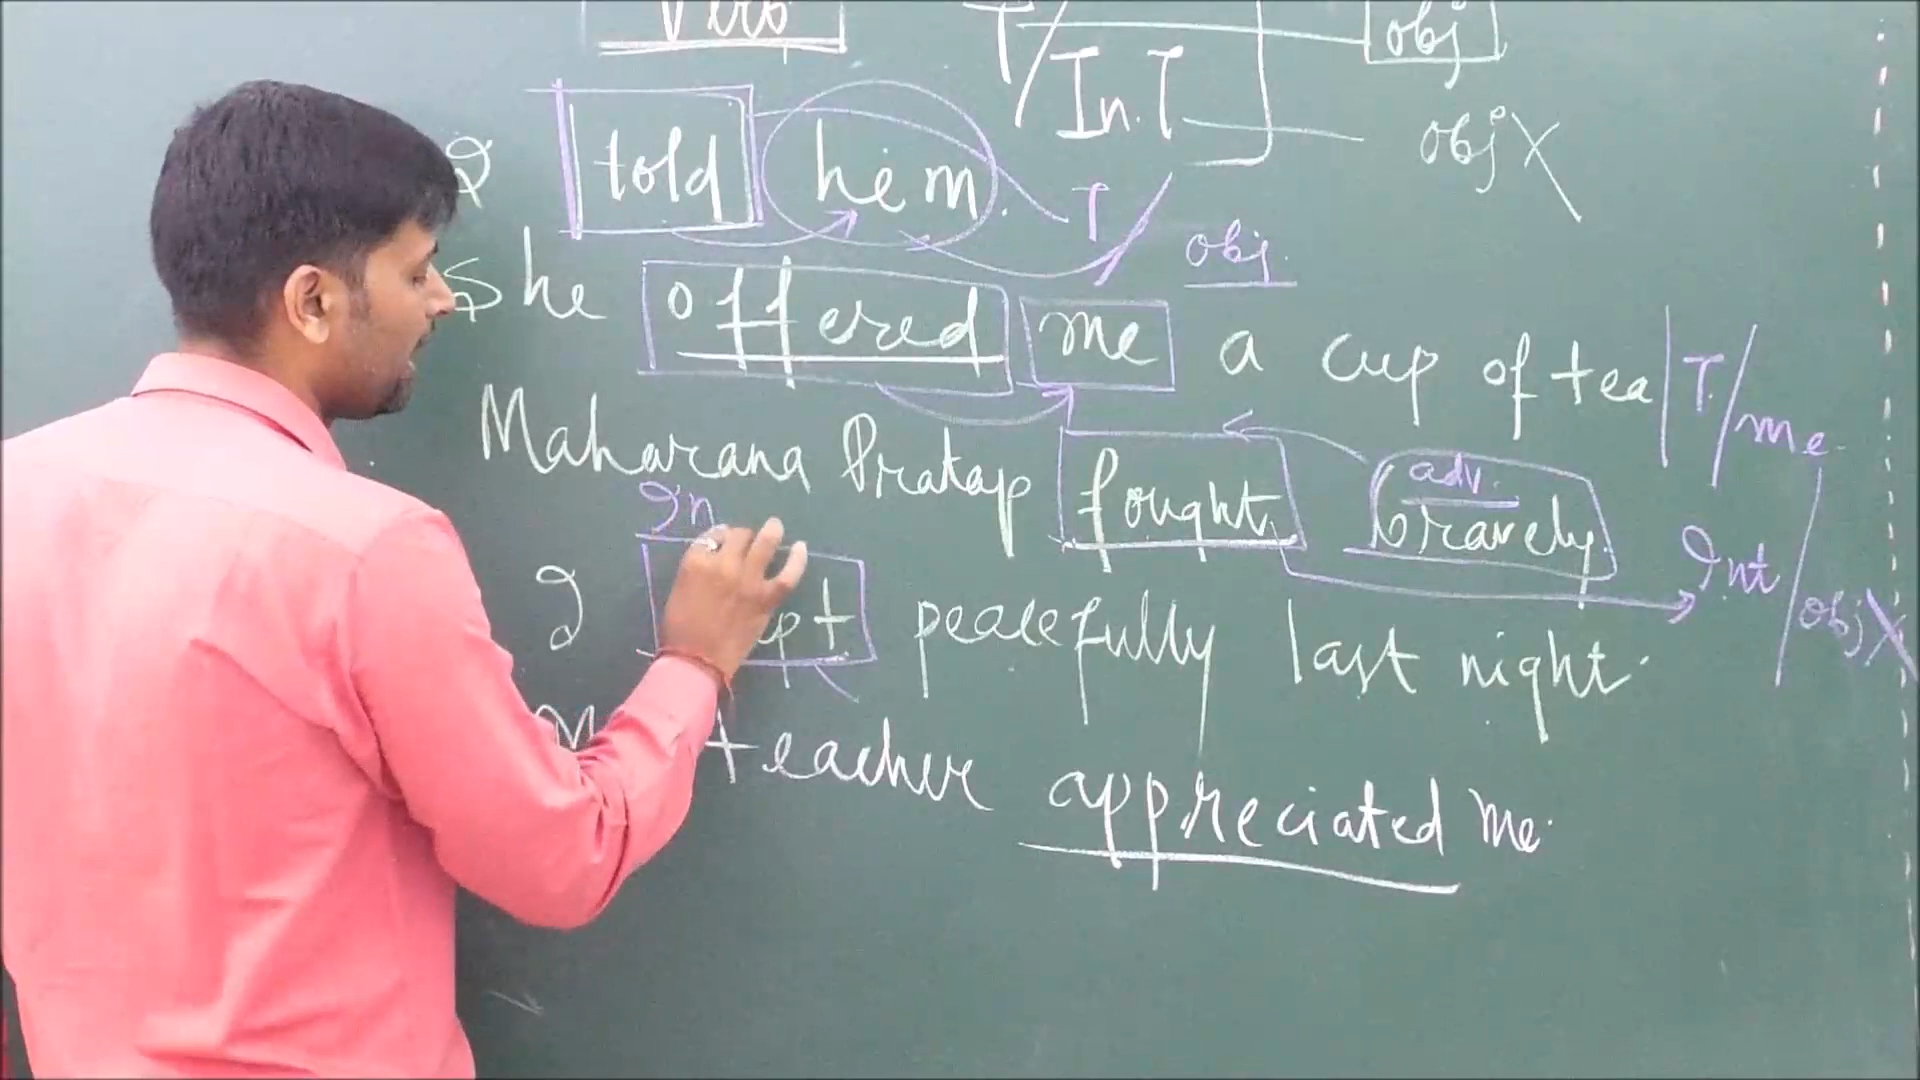 Verb T/In.T obj
obj X
I told him. T/obj.
She offered me a cup of tea T/me.
Maharana Pratap fought bravely adv. Int/obj X
In
I peacefully last night.
teacher appreciated me.